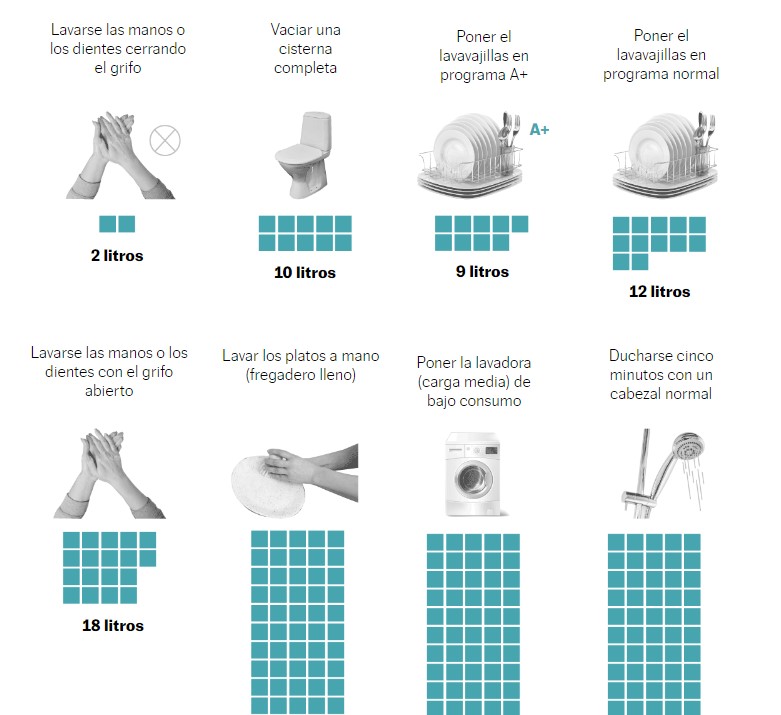 Lavarse las manos o
los dientes cerrando
el grifo
2 litros
Vaciar una
cisterna
completa
10 litros
Poner el
lavavajillas en
programa A+
A+
9 litros
Poner el
lavavajillas en
programa normal
12 litros
Lavarse las manos o los
dientes con el grifo
abierto
18 litros
Lavar los platos a mano
(fregadero lleno)
Poner la lavadora
(carga media) de
bajo consumo
Ducharse cinco
minutos con un
cabezal normal